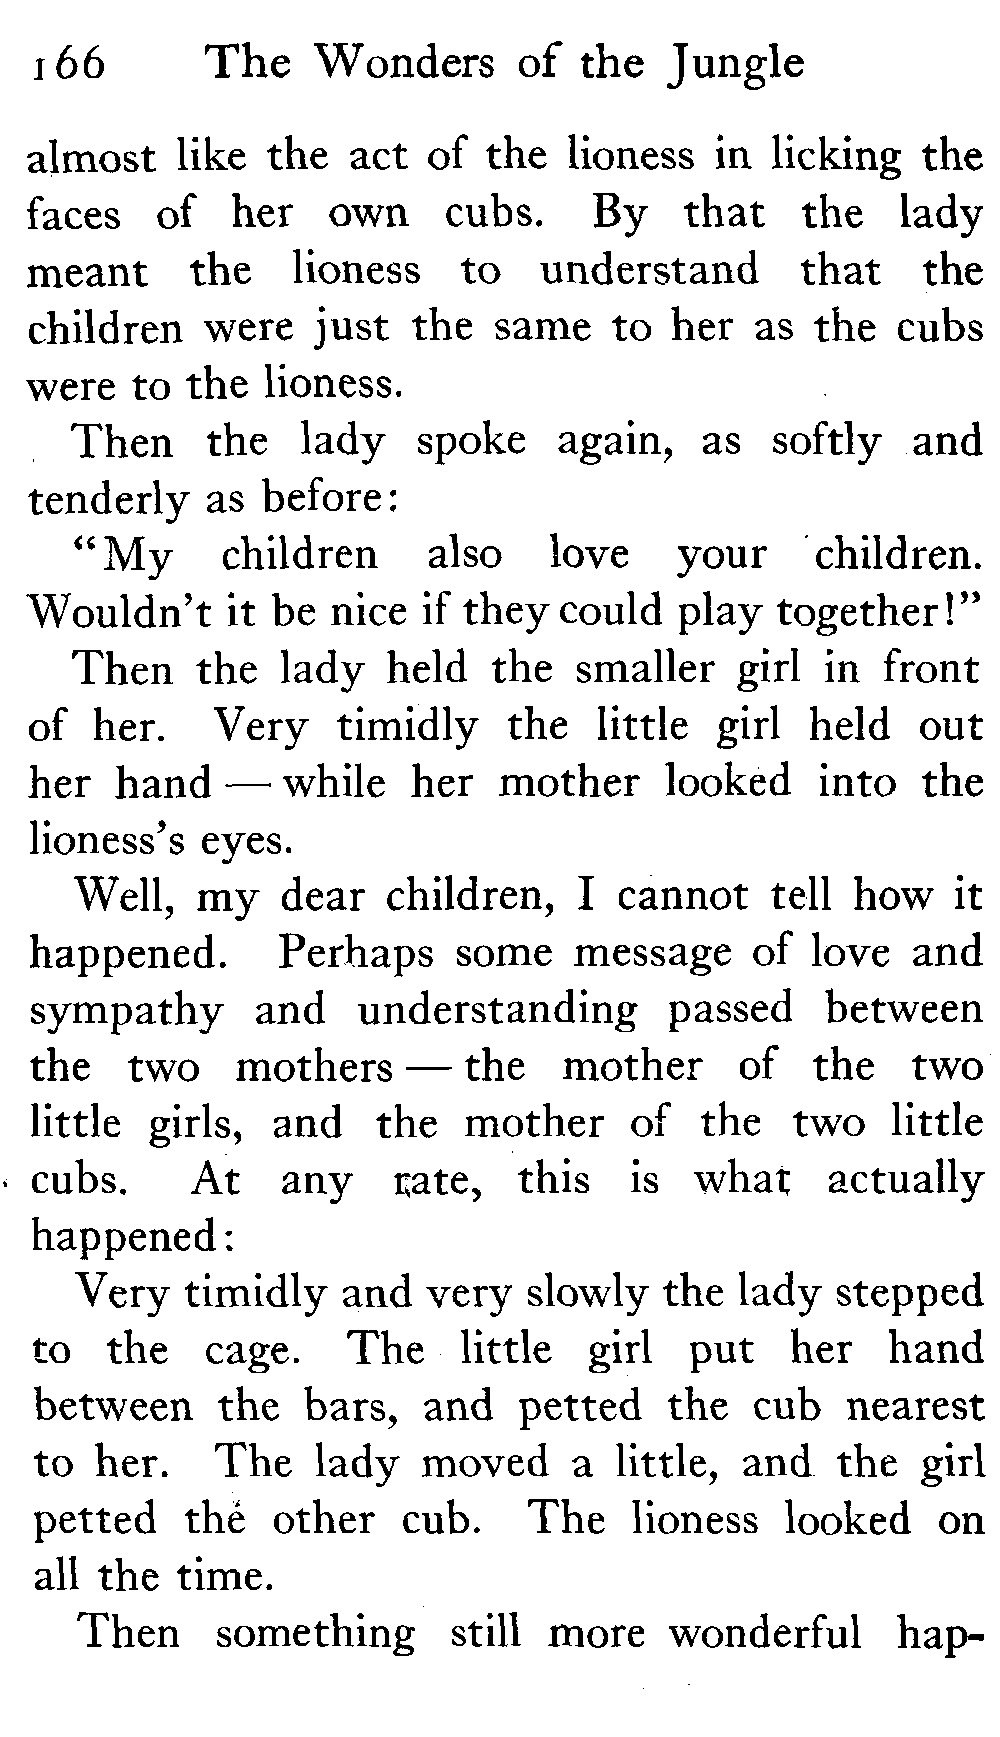 166 The Wonders of the Jungle
almost like the act of the lioness in licking the
faces of her own cubs. By that the lady
meant the lioness to understand that the
children were just the same to her as the cubs
were to the lioness.
Then the lady spoke again, as softly and
tenderly as before:
"My children also love your children.
Wouldn't it be nice if they could play together!"
Then the lady held the smaller girl in front
of her. Very timidly the little girl held out
her hand — while her mother looked into the
lioness's eyes.
Well, my dear children, I cannot tell how it
happened. Perhaps some message of love and
sympathy and understanding passed between
the two mothers — the mother of the two
little girls, and the mother of the two little
cubs. At any rate, this is what actually
happened:
Very timidly and very slowly the lady stepped
to the cage. The little girl put her hand
between the bars, and petted the cub nearest
to her. The lady moved a little, and the girl
petted the other cub. The lioness looked on
all the time.
Then something still more wonderful hap-